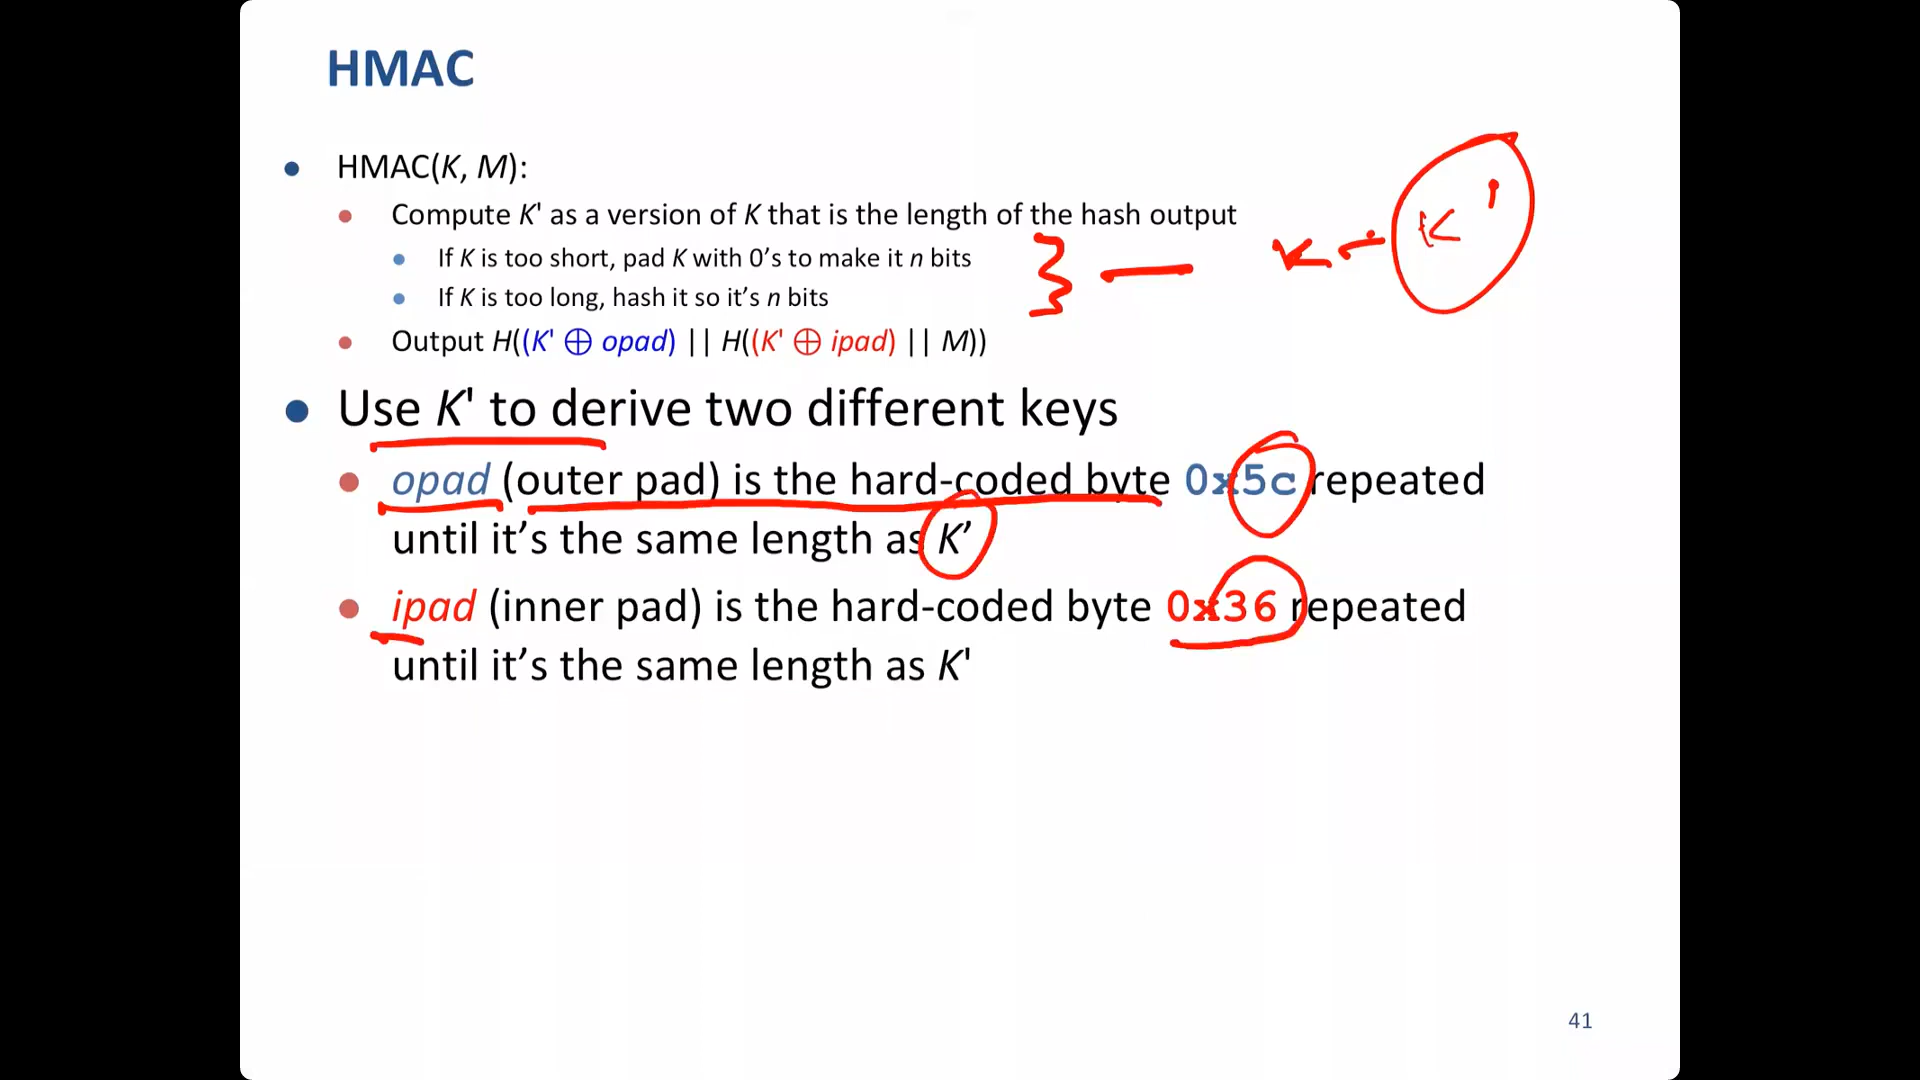 HMAC
● HMAC(K, M):
● Compute K' as a version of K that is the length of the hash output
● If K is too short, pad K with 0's to make it n bits
● If K is too long, hash it so it's n bits
K K'
● Output H((K' ⊕ opad) || H((K' ⊕ ipad) || M))
● Use K' to derive two different keys
● opad (outer pad) is the hard-coded byte 0x5c repeated
until it’s the same length as K’
● ipad (inner pad) is the hard-coded byte 0x36 repeated
until it’s the same length as K'
41